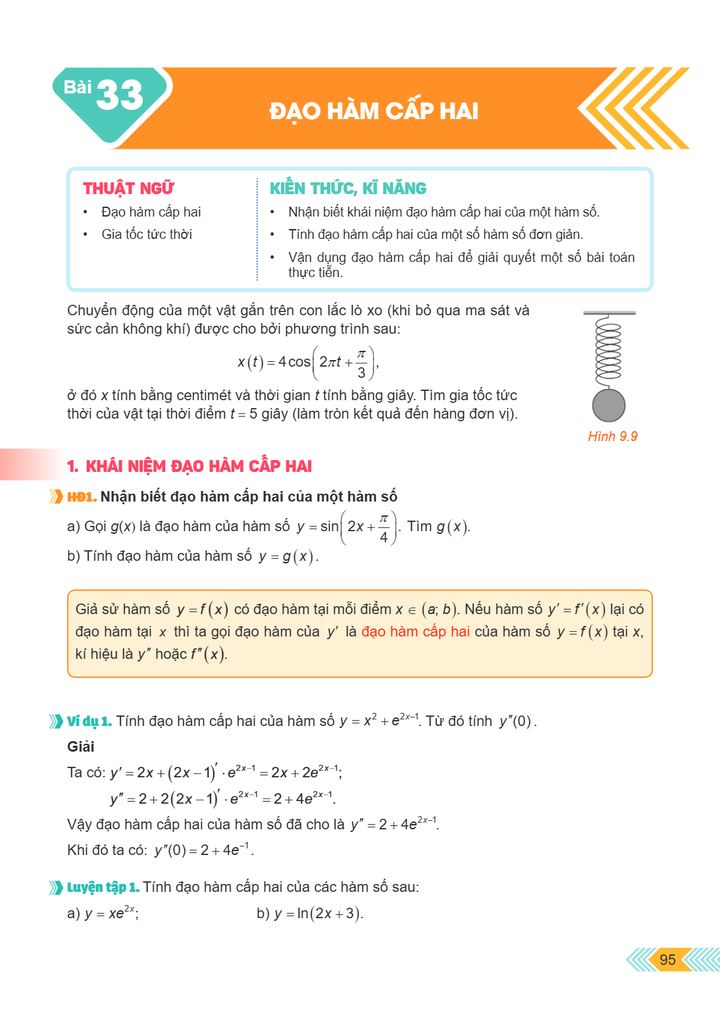 Bài 33
ĐẠO HÀM CẤP HAI
THUẬT NGỮ
• Đạo hàm cấp hai
• Gia tốc tức thời
KIẾN THỨC, KĨ NĂNG
• Nhận biết khái niệm đạo hàm cấp hai của một hàm số.
• Tính đạo hàm cấp hai của một số hàm số đơn giản.
• Vận dụng đạo hàm cấp hai để giải quyết một số bài toán
thực tiễn.
Chuyển động của một vật gắn trên con lắc lò xo (khi bỏ qua ma sát và
sức cản không khí) được cho bởi phương trình sau:
x(t) = 4cos(2πt + π/3),
ở đó x tính bằng centimét và thời gian t tính bằng giây. Tìm gia tốc tức
thời của vật tại thời điểm t = 5 giây (làm tròn kết quả đến hàng đơn vị).
Hình 9.9
1. KHÁI NIỆM ĐẠO HÀM CẤP HAI
HĐ1. Nhận biết đạo hàm cấp hai của một hàm số
a) Gọi g(x) là đạo hàm của hàm số y = sin(2x + π/4). Tìm g(x).
b) Tính đạo hàm của hàm số y = g(x).
Giả sử hàm số y = f(x) có đạo hàm tại mỗi điểm x ∈ (a; b). Nếu hàm số y′ = f′(x) lại có
đạo hàm tại x thì ta gọi đạo hàm của y′ là đạo hàm cấp hai của hàm số y = f(x) tại x,
kí hiệu là y″ hoặc f″(x).
Ví dụ 1. Tính đạo hàm cấp hai của hàm số y = x² + e²ˣ⁻¹. Từ đó tính y″(0).
Giải
Ta có: y′ = 2x + (2x − 1)′ · e²ˣ⁻¹ = 2x + 2e²ˣ⁻¹;
y″ = 2 + 2(2x − 1)′ · e²ˣ⁻¹ = 2 + 4e²ˣ⁻¹.
Vậy đạo hàm cấp hai của hàm số đã cho là y″ = 2 + 4e²ˣ⁻¹.
Khi đó ta có: y″(0) = 2 + 4e⁻¹.
Luyện tập 1. Tính đạo hàm cấp hai của các hàm số sau:
a) y = xe²ˣ; b) y = ln(2x + 3).
95